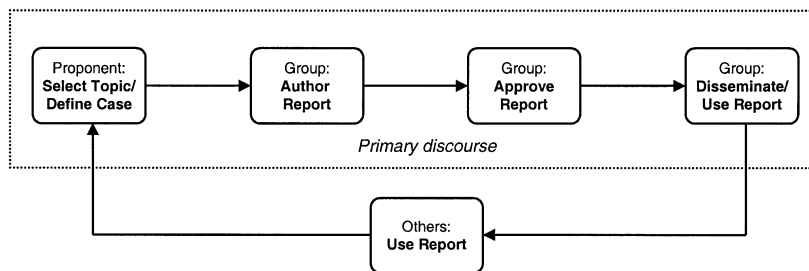 Proponent:
Select Topic/
Define Case
Group:
Author
Report
Group:
Approve
Report
Group:
Disseminate/
Use Report
Primary discourse
Others:
Use Report